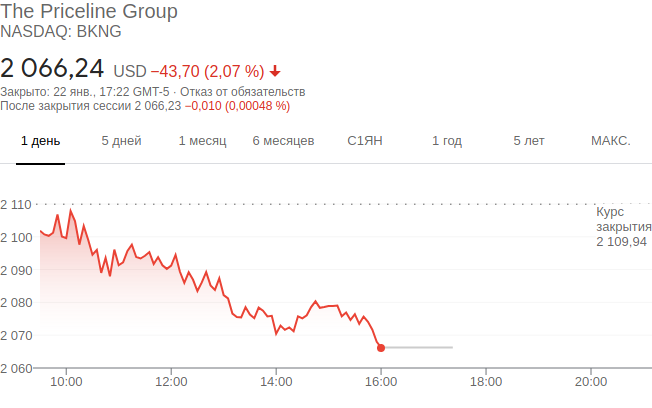 The Priceline Group
NASDAQ: BKNG
2 066,24 USD −43,70 (2,07 %)
Закрыто: 22 янв., 17:22 GMT-5 · Отказ от обязательств
После закрытия сессии 2 066,23 −0,010 (0,00048 %)
1 день 5 дней 1 месяц 6 месяцев С1ЯН 1 год 5 лет МАКС.
2 110
Курс
закрытия
2 109,94
2 100
2 090
2 080
2 070
2 060
10:00 12:00 14:00 16:00 18:00 20:00